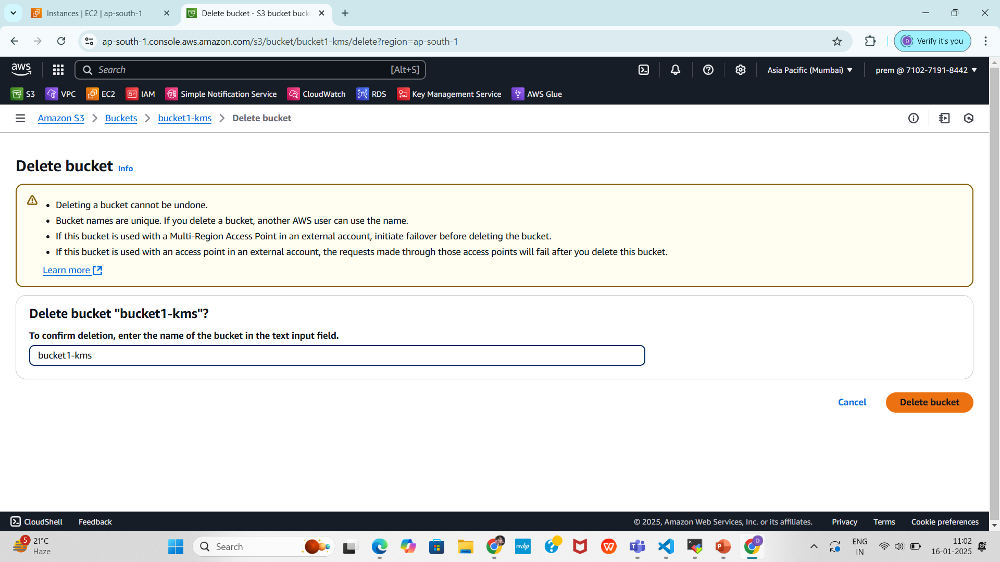 Instances | EC2 | ap-south-1
Delete bucket - S3 bucket buck
ap-south-1.console.aws.amazon.com/s3/bucket/bucket1-kms/delete?region=ap-south-1
D
Verify it's you
aws
Search
[Alt+S]
Asia Pacific (Mumbai)
prem @ 7102-7191-8442
S3
VPC
EC2
IAM
Simple Notification Service
CloudWatch
RDS
Key Management Service
AWS Glue
Amazon S3
Buckets
bucket1-kms
Delete bucket
Delete bucket Info
• Deleting a bucket cannot be undone.
• Bucket names are unique. If you delete a bucket, another AWS user can use the name.
• If this bucket is used with a Multi-Region Access Point in an external account, initiate failover before deleting the bucket.
• If this bucket is used with an access point in an external account, the requests made through those access points will fail after you delete this bucket.
Learn more
Delete bucket "bucket1-kms"?
To confirm deletion, enter the name of the bucket in the text input field.
bucket1-kms
Cancel
Delete bucket
CloudShell
Feedback
© 2025, Amazon Web Services, Inc. or its affiliates.
Privacy
Terms
Cookie preferences
5
21°C
Haze
Search
myhp
D
ENG
IN
11:02
16-01-2025